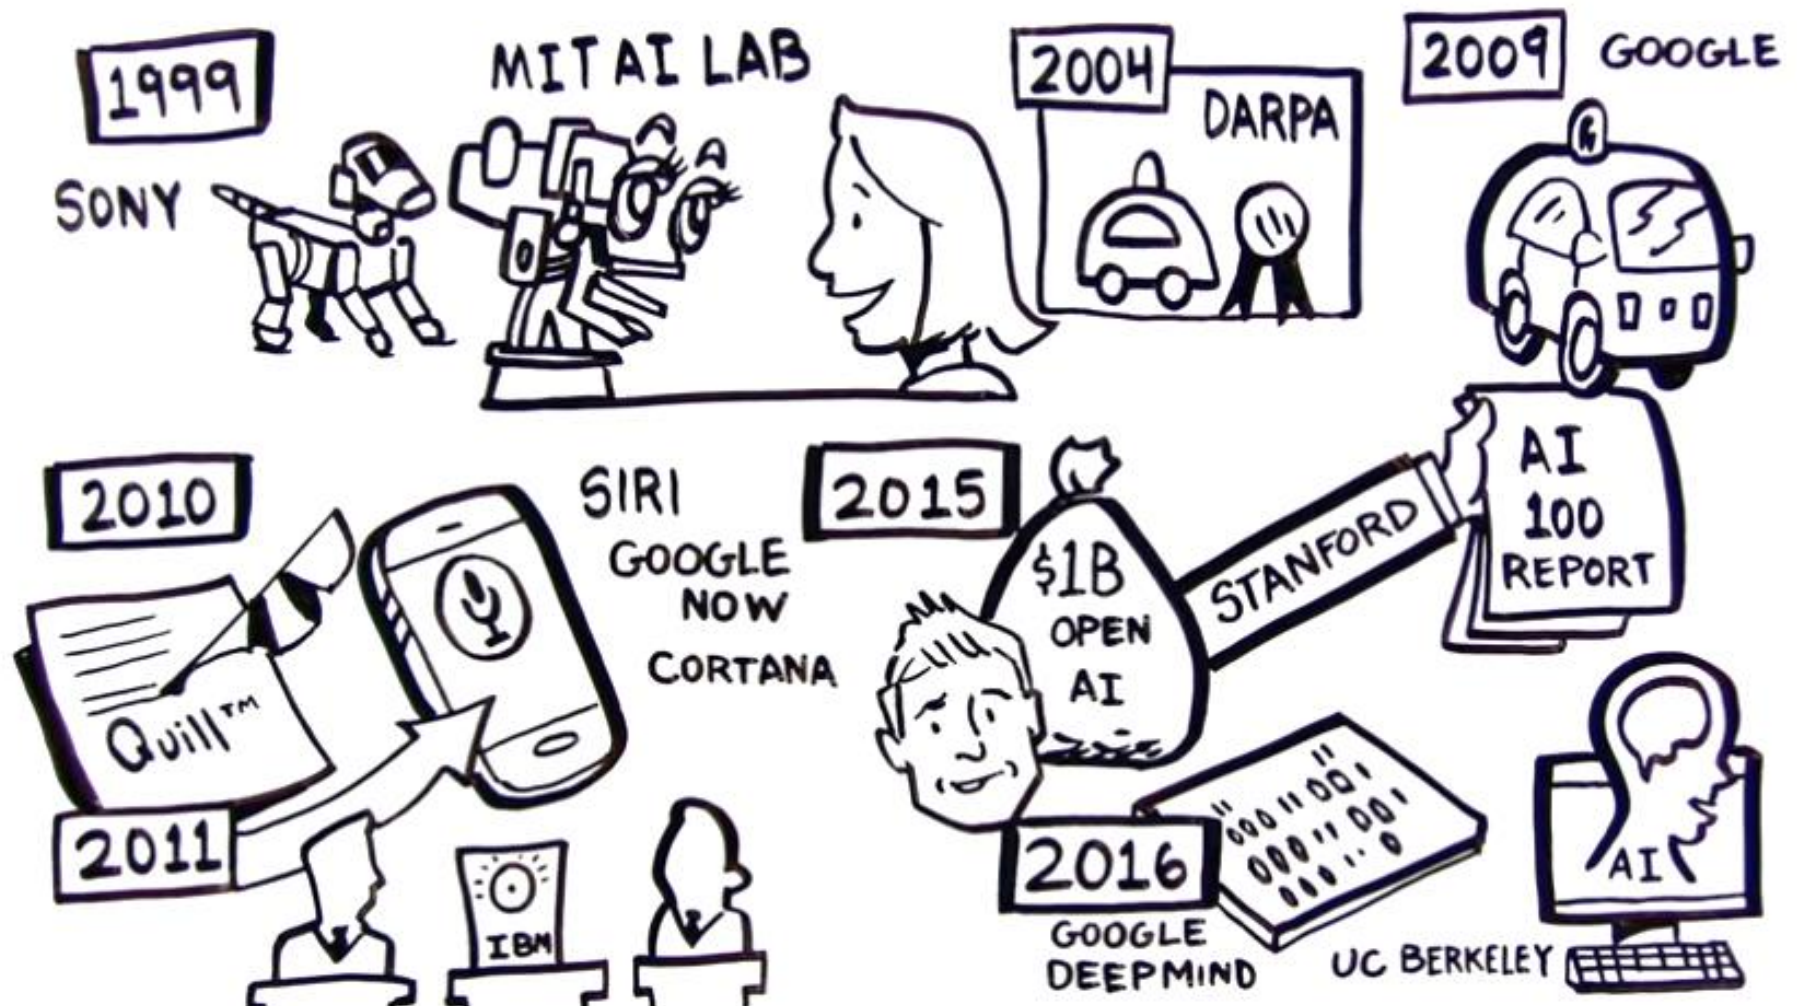 1999
SONY
MIT AI LAB
2004
DARPA
2009
GOOGLE
G
2010
Quill™
SIRI
GOOGLE
NOW
CORTANA
2011
IBM
2015
$1B
OPEN
AI
STANFORD
AI
100
REPORT
2016
GOOGLE
DEEPMIND
UC BERKELEY
AI